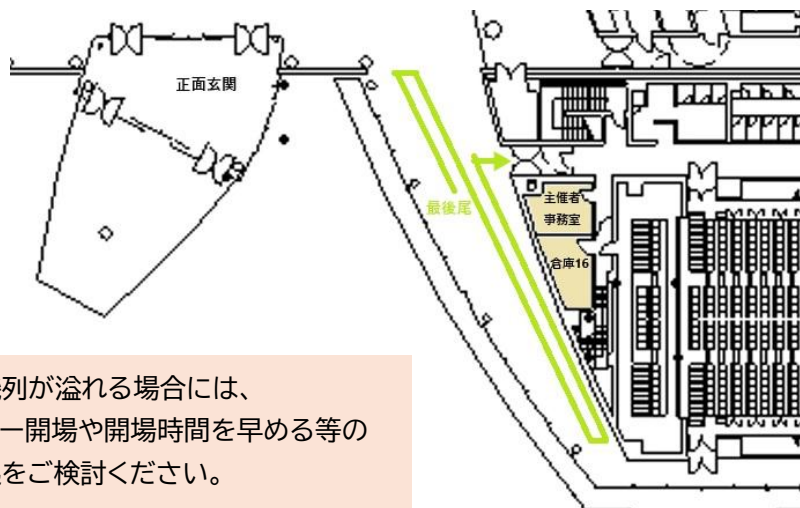 正面玄関
最後尾
主催者
事務室
倉庫16
列が溢れる場合には、
ー開場や開場時間を早める等の
をご検討ください。